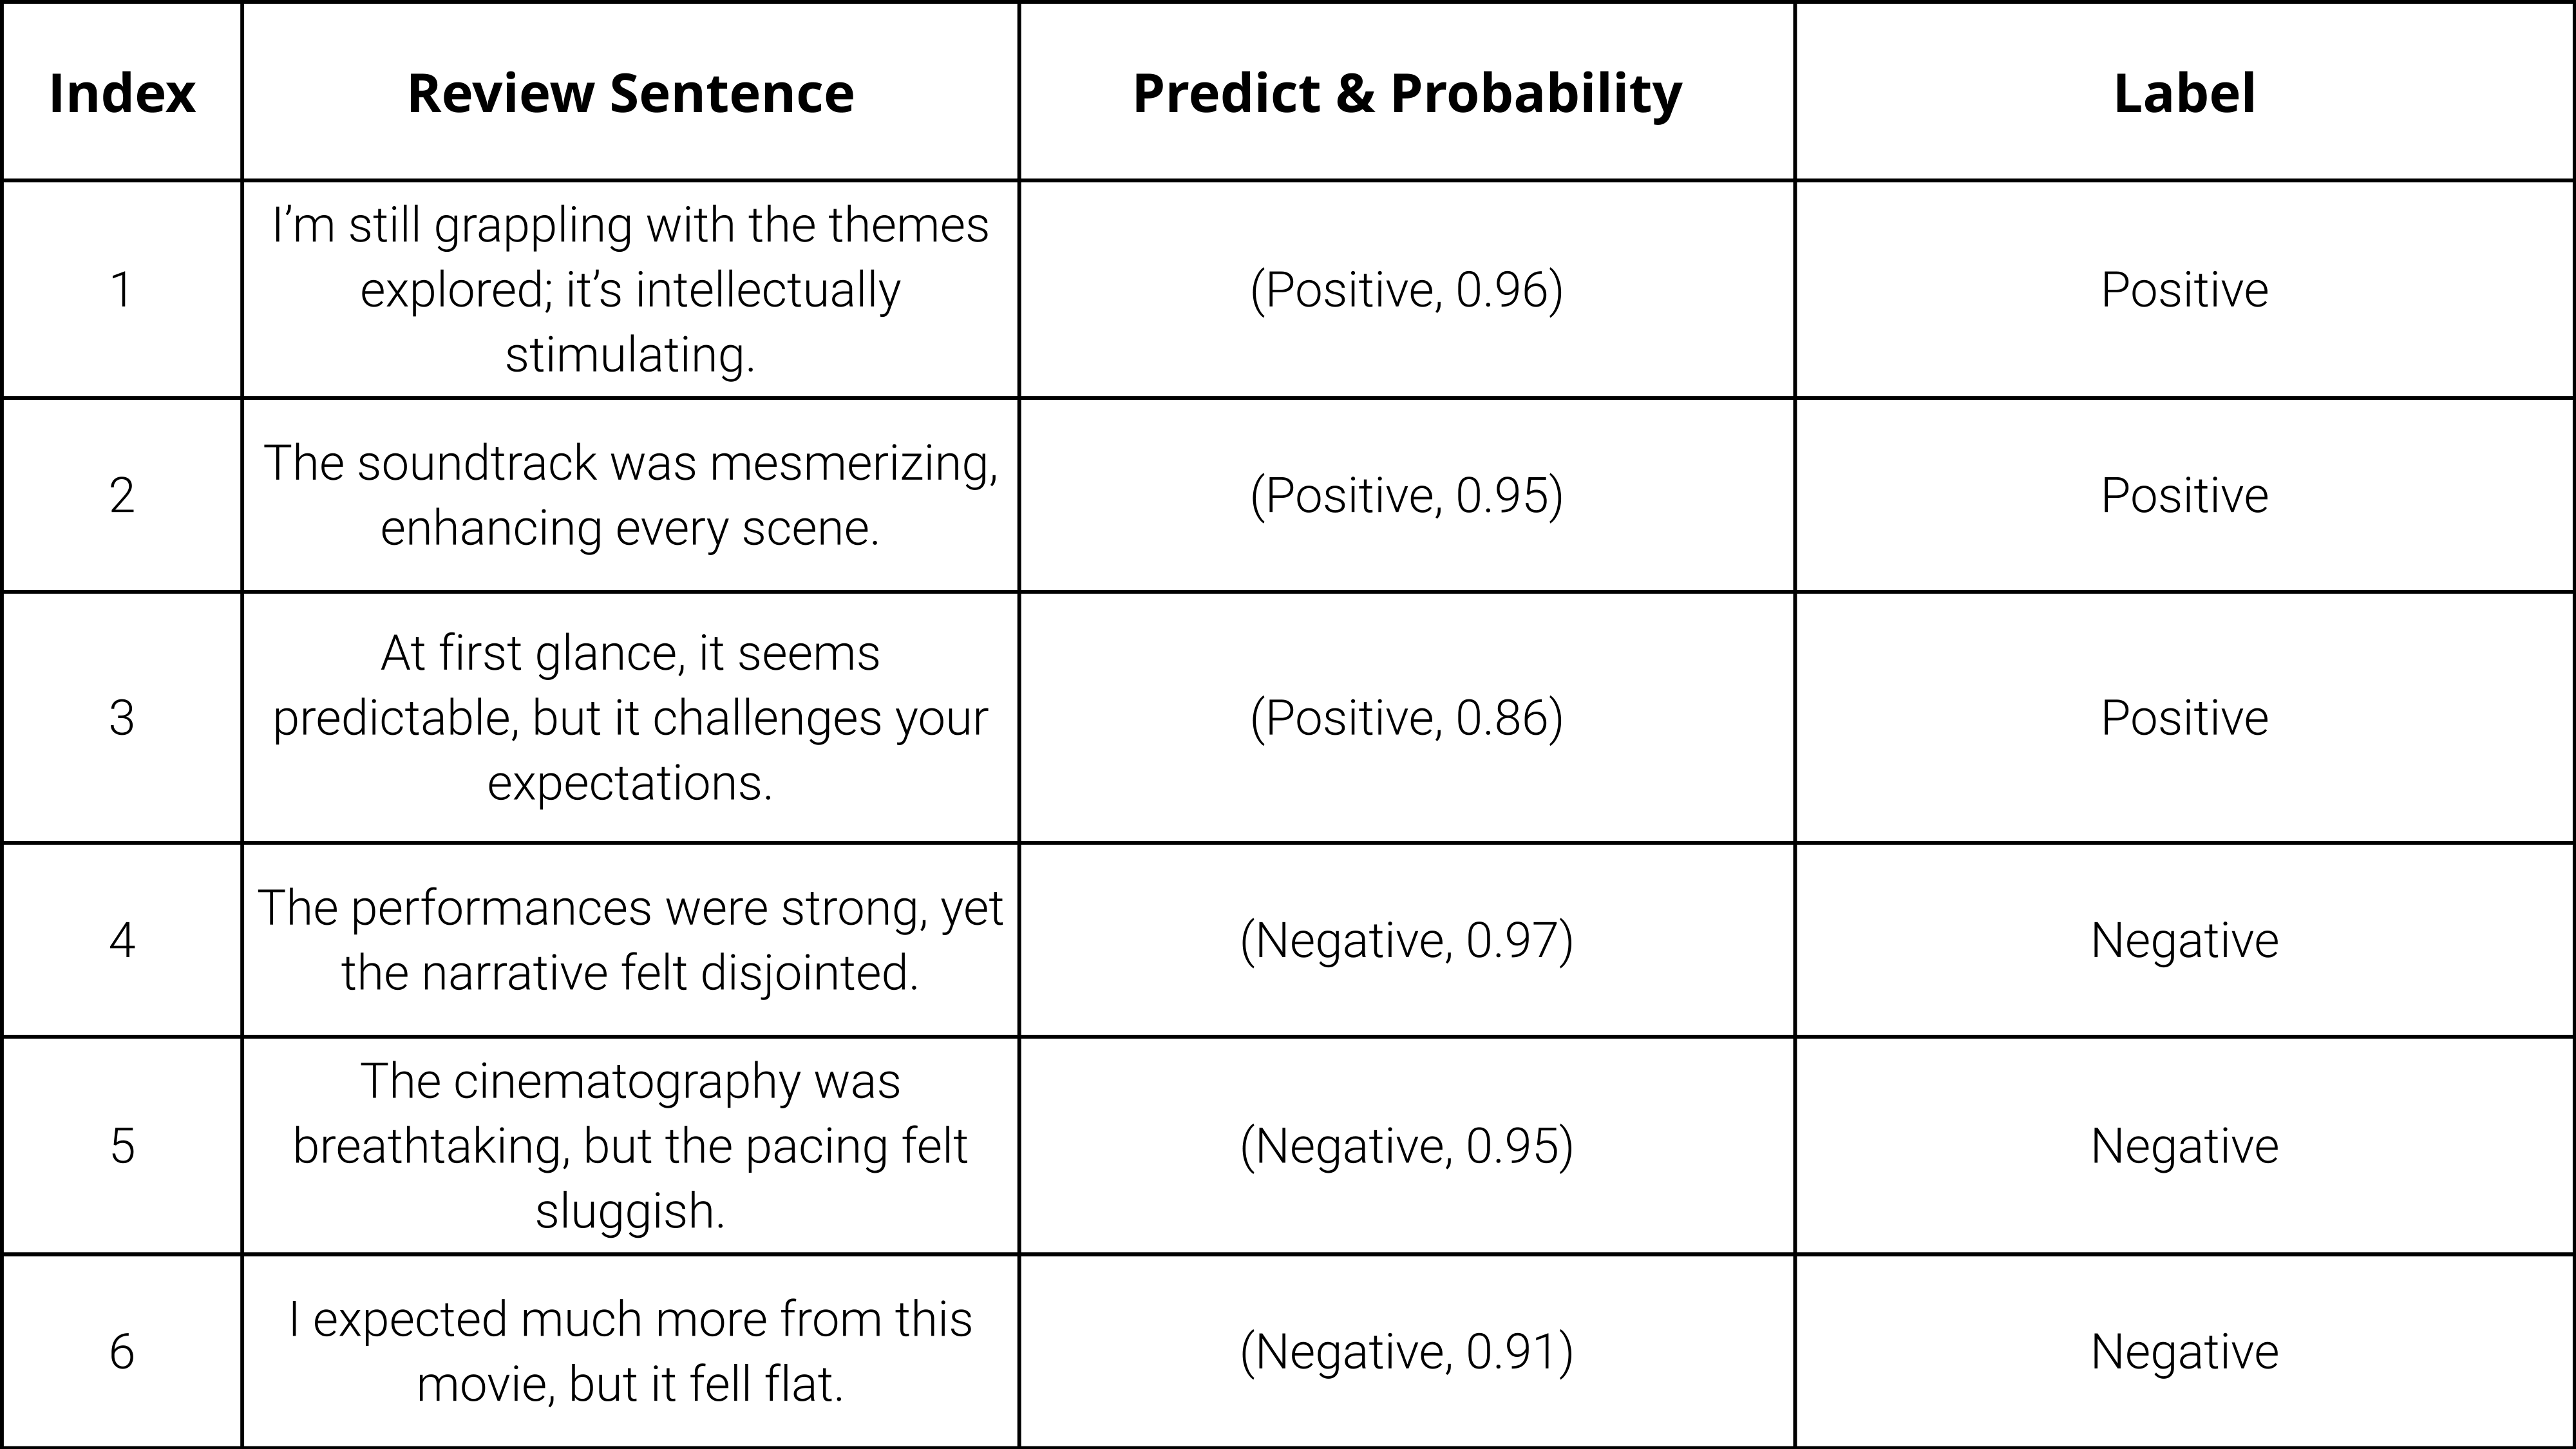 Index
Review Sentence
Predict & Probability
Label
1
I’m still grappling with the themes
explored; it’s intellectually
stimulating.
(Positive, 0.96)
Positive
2
The soundtrack was mesmerizing,
enhancing every scene.
(Positive, 0.95)
Positive
3
At first glance, it seems
predictable, but it challenges your
expectations.
(Positive, 0.86)
Positive
4
The performances were strong, yet
the narrative felt disjointed.
(Negative, 0.97)
Negative
5
The cinematography was
breathtaking, but the pacing felt
sluggish.
(Negative, 0.95)
Negative
6
I expected much more from this
movie, but it fell flat.
(Negative, 0.91)
Negative